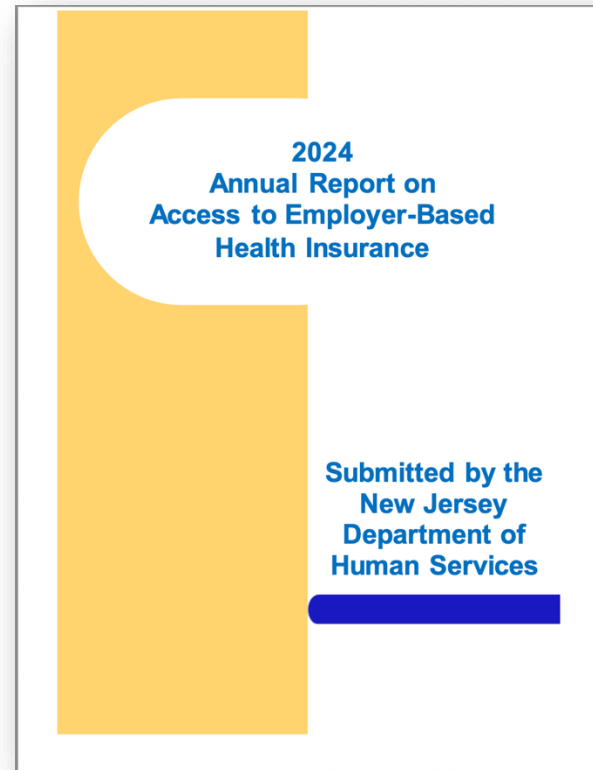 2024
Annual Report on
Access to Employer-Based
Health Insurance
Submitted by the
New Jersey
Department of
Human Services